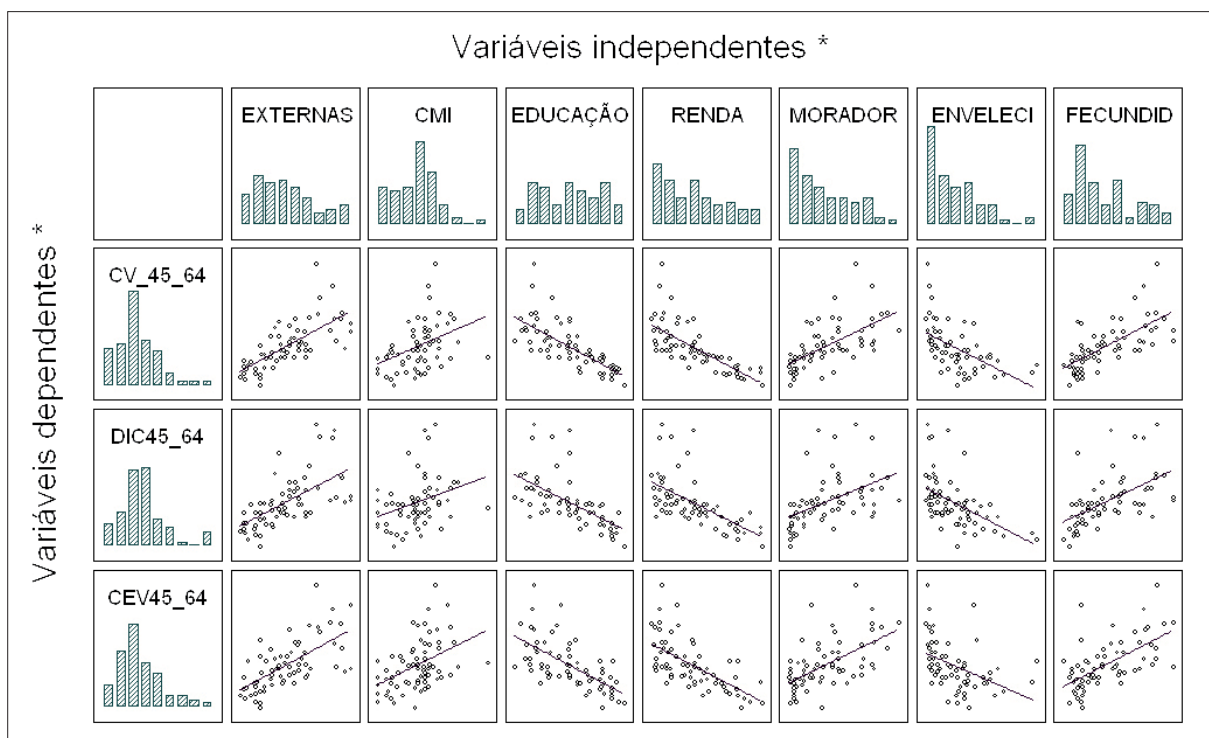 Variáveis independentes *
EXTERNAS
CMI
EDUCAÇÃO
RENDA
MORADOR
ENVELECI
FECUNDID
Variáveis dependentes *
CV_45_64
DIC45_64
CEV45_64